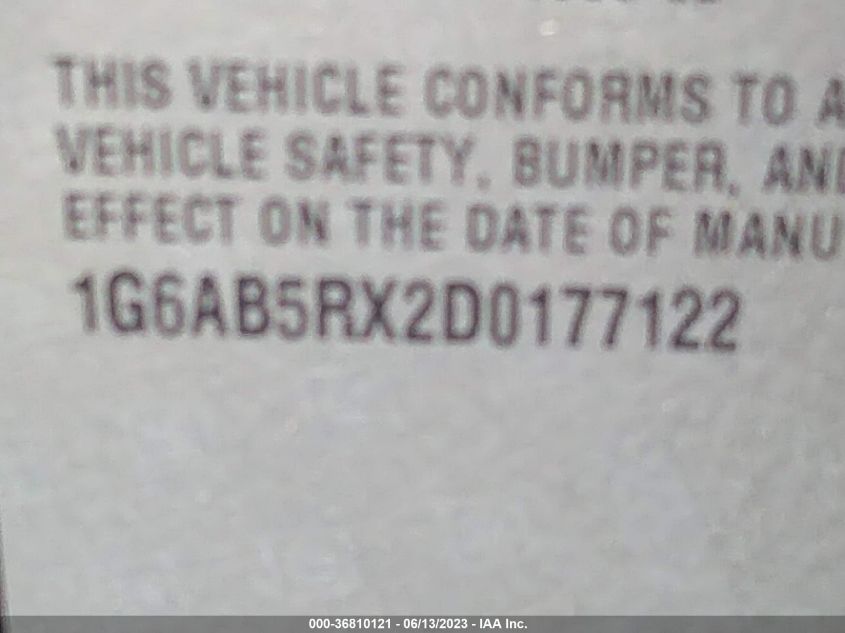 THIS VEHICLE CONFORMS TO A
VEHICLE SAFETY, BUMPER, AND
EFFECT ON THE DATE OF MANU
1G6AB5RX2D0177122
000-36810121 - 06/13/2023 - IAA Inc.